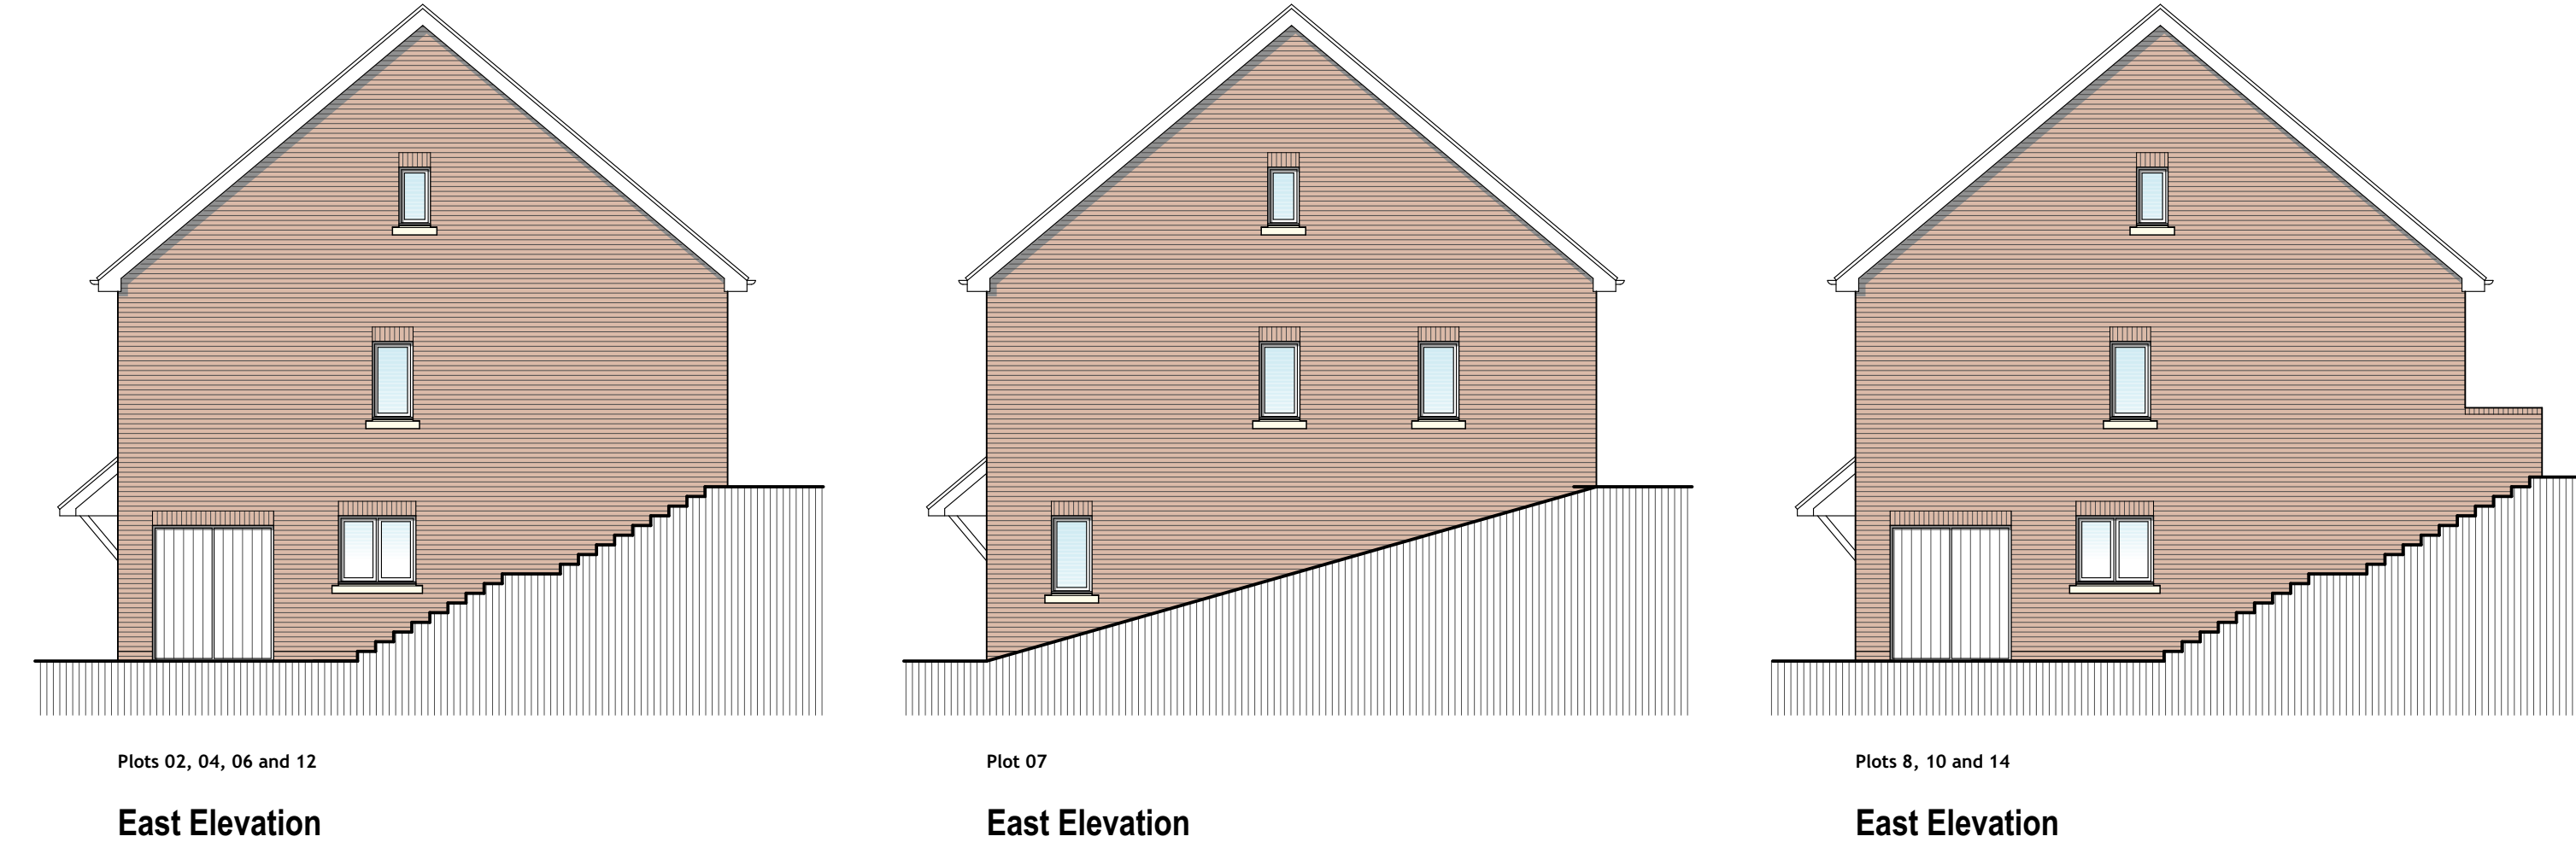 Plots 02, 04, 06 and 12
East Elevation
Plot 07
East Elevation
Plots 8, 10 and 14
East Elevation